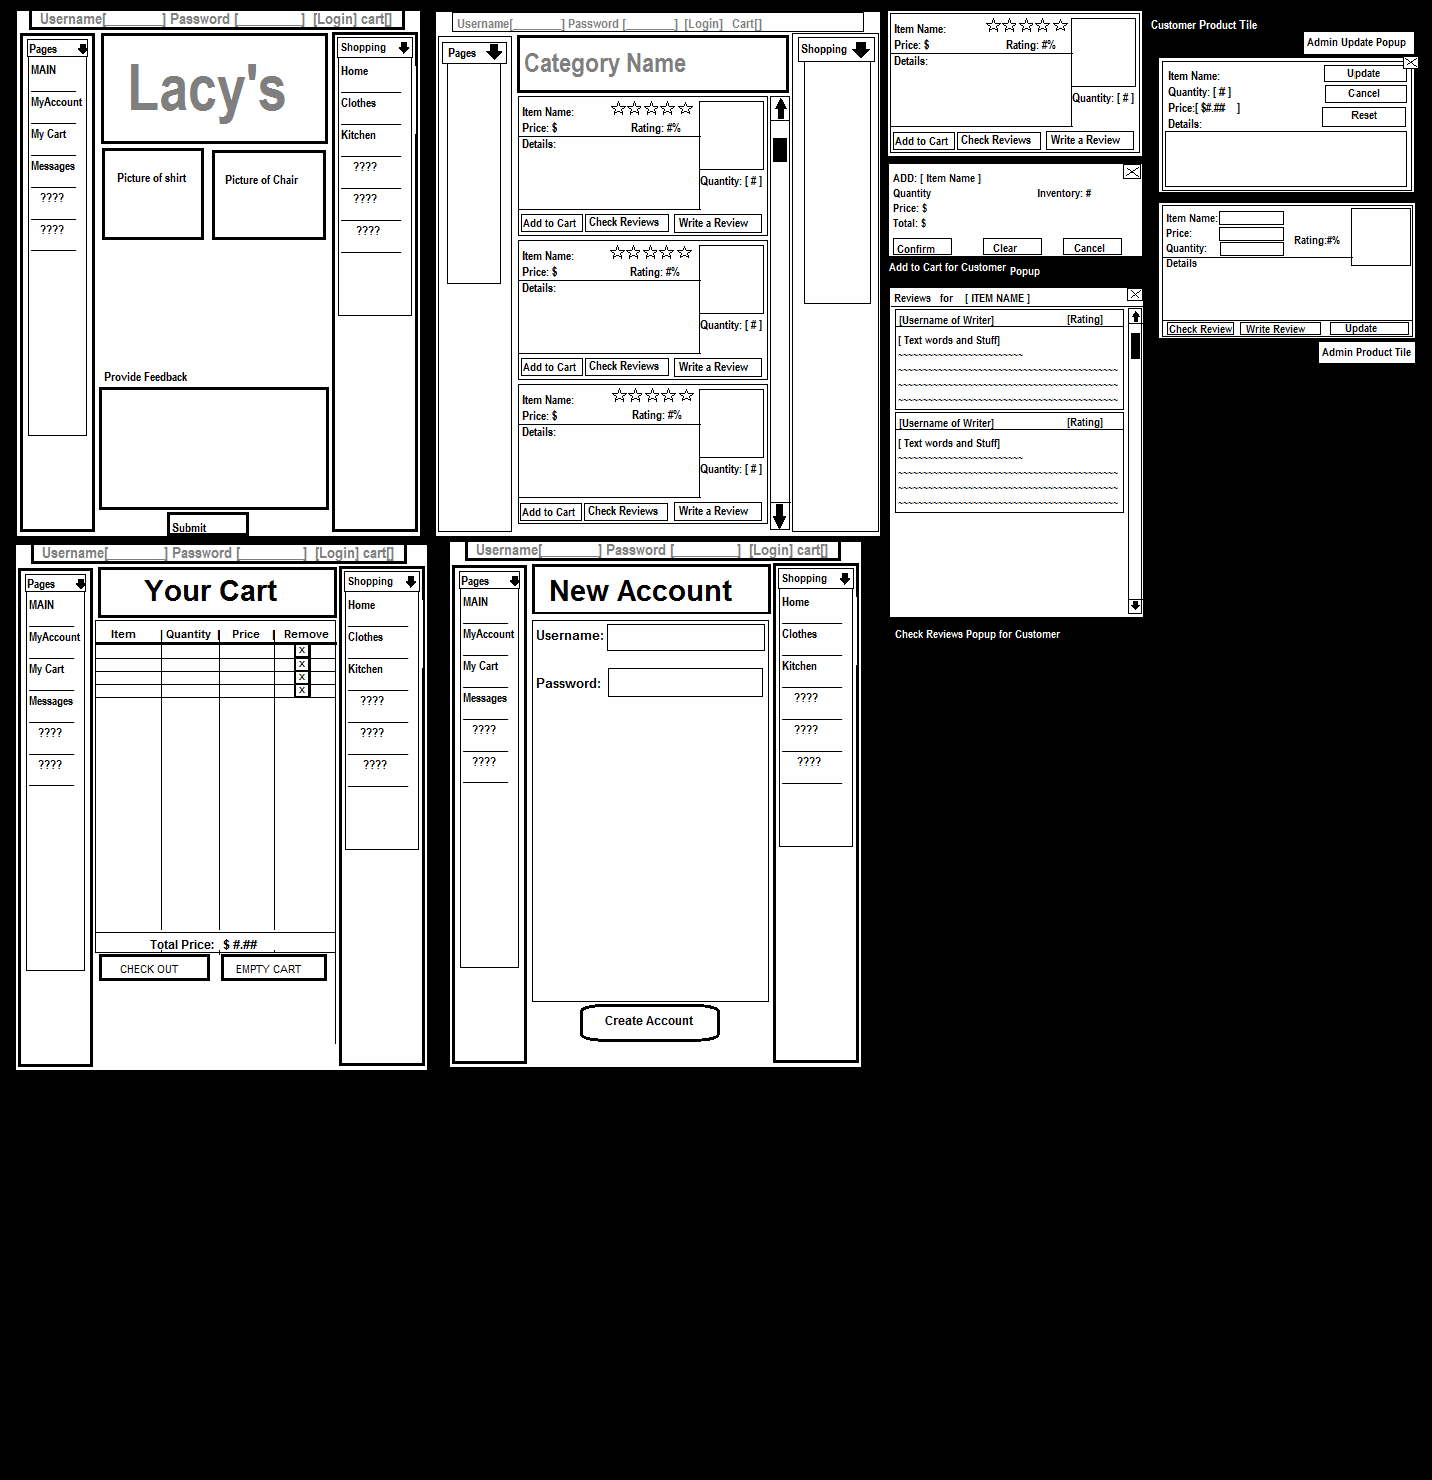 Username[________] Password [_________] [Login] cart[]
Pages
MAIN
MyAccount
My Cart
Messages
????
????
Lacy's
Picture of shirt
Picture of Chair
Provide Feedback
Submit
Shopping
Home
Clothes
Kitchen
????
????
????
Username[________] Password [________] [Login] Cart[]
Pages
Category Name
Shopping
Item Name:
Price: $
Rating: #%
Details:
Quantity: [ # ]
Add to Cart
Check Reviews
Write a Review
Item Name:
Price: $
Rating: #%
Details:
Quantity: [ # ]
Add to Cart
Check Reviews
Write a Review
Item Name:
Price: $
Rating: #%
Details:
Quantity: [ # ]
Add to Cart
Check Reviews
Write a Review
Item Name:
Price: $
Rating: #%
Details:
Quantity: [ # ]
Add to Cart
Check Reviews
Write a Review
Customer Product Tile
ADD: [ Item Name ]
Quantity
Inventory: #
Price: $
Total: $
Confirm
Clear
Cancel
Add to Cart for Customer Popup
Reviews for [ ITEM NAME ]
[Username of Writer] [Rating]
[ Text words and Stuff]
~~~~~~~~~~~~~~~~~~~~~~~~
~~~~~~~~~~~~~~~~~~~~~~~~~~~~~~~~~~~~~~~~~~
~~~~~~~~~~~~~~~~~~~~~~~~~~~~~~~~~~~~~~~~~~
~~~~~~~~~~~~~~~~~~~~~~~~~~~~~~~~~~~~~~~~~~
[Username of Writer] [Rating]
[ Text words and Stuff]
~~~~~~~~~~~~~~~~~~~~~~~~
~~~~~~~~~~~~~~~~~~~~~~~~~~~~~~~~~~~~~~~~~~
~~~~~~~~~~~~~~~~~~~~~~~~~~~~~~~~~~~~~~~~~~
~~~~~~~~~~~~~~~~~~~~~~~~~~~~~~~~~~~~~~~~~~
Check Reviews Popup for Customer
Admin Update Popup
Item Name:
Quantity: [ # ]
Price:[ $#.## ]
Details:
Update
Cancel
Reset
Item Name:
Price:
Quantity:
Rating:#%
Details
Check Review
Write Review
Update
Admin Product Tile
Username[________] Password [_________] [Login] cart[]
Pages
MAIN
MyAccount
My Cart
Messages
????
????
Your Cart
Item | Quantity | Price | Remove
X
X
X
X
Total Price: $ #.##
CHECK OUT
EMPTY CART
Shopping
Home
Clothes
Kitchen
????
????
????
Username[________] Password [_________] [Login] cart[]
Pages
MAIN
MyAccount
My Cart
Messages
????
????
New Account
Username:
Password:
Create Account
Shopping
Home
Clothes
Kitchen
????
????
????